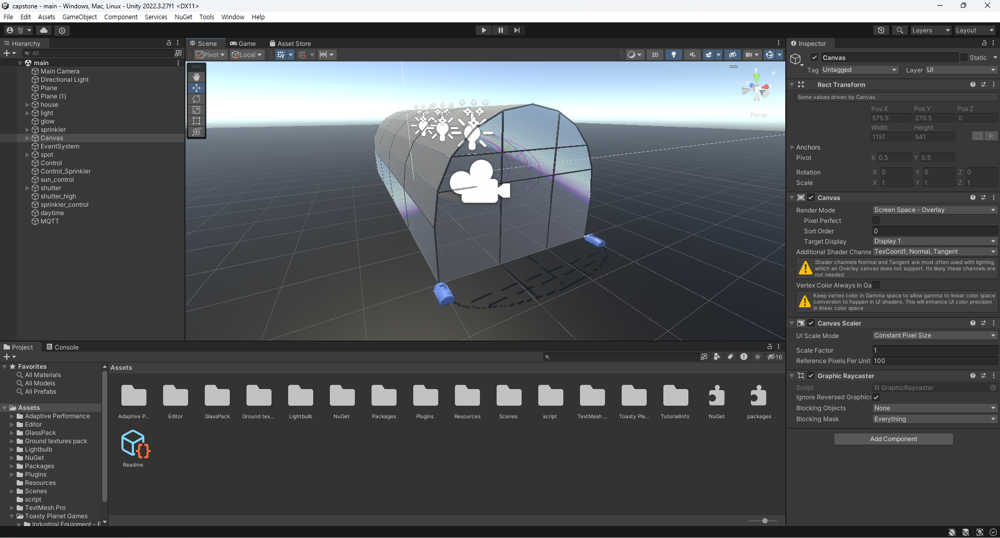 capstone - main - Windows, Mac, Linux - Unity 2022.3.27f1 <DX11>
File Edit Assets GameObject Component Services NuGet Tools Window Help
정
Layers
Layout
Hierarchy
All
main
Main Camera
Directional Light
Plane
Plane (1)
house
light
glow
sprinkler
Canvas
EventSystem
spot
Control
Control_Sprinkler
sun_control
shutter
shutter_high
sprinkler_control
daytime
MQTT
Scene Game Asset Store
Pivot Local 2D
y
x
z
Persp
Inspector
Canvas Static
Tag Untagged Layer UI
Rect Transform
Some values driven by Canvas.
Pos X Pos Y Pos Z
575.5 270.5 0
Width Height
1151 541 R
Anchors
Pivot X 0.5 Y 0.5
Rotation X 0 Y 0 Z 0
Scale X 1 Y 1 Z 1
Canvas
Render Mode Screen Space - Overlay
Pixel Perfect
Sort Order 0
Target Display Display 1
Additional Shader Channe TexCoord1, Normal, Tangent
Shader channels Normal and Tangent are most often used with lighting,
which an Overlay canvas does not support. Its likely these channels are
not needed.
Vertex Color Always In Ga
Keep vertex color in Gamma space to allow gamma to linear color space
conversion to happen in UI shaders. This will enhance UI color precision
in linear color space.
Canvas Scaler
UI Scale Mode Constant Pixel Size
Scale Factor 1
Reference Pixels Per Unit 100
Graphic Raycaster
Script GraphicRaycaster
Ignore Reversed Graphics
Blocking Objects None
Blocking Mask Everything
Add Component
Project Console
16
Favorites
All Materials
All Models
All Prefabs
Assets
Adaptive Performance
Editor
GlassPack
Ground textures pack
Lightbulb
NuGet
Packages
Plugins
Resources
Scenes
script
TextMesh Pro
Toasty Planet Games
Industrial Equipment - F
Assets
Adaptive P... Editor GlassPack Ground tex... Lightbulb NuGet Packages Plugins Resources Scenes script TextMesh ... Toasty Pla... TutorialInfo NuGet packages
Readme